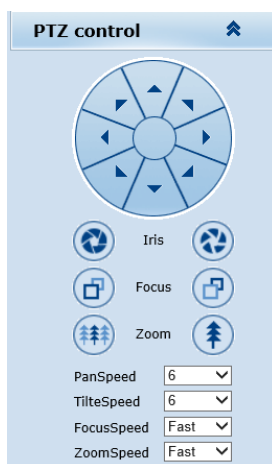 PTZ control
Iris
Focus
Zoom
PanSpeed 6
TilteSpeed 6
FocusSpeed Fast
ZoomSpeed Fast